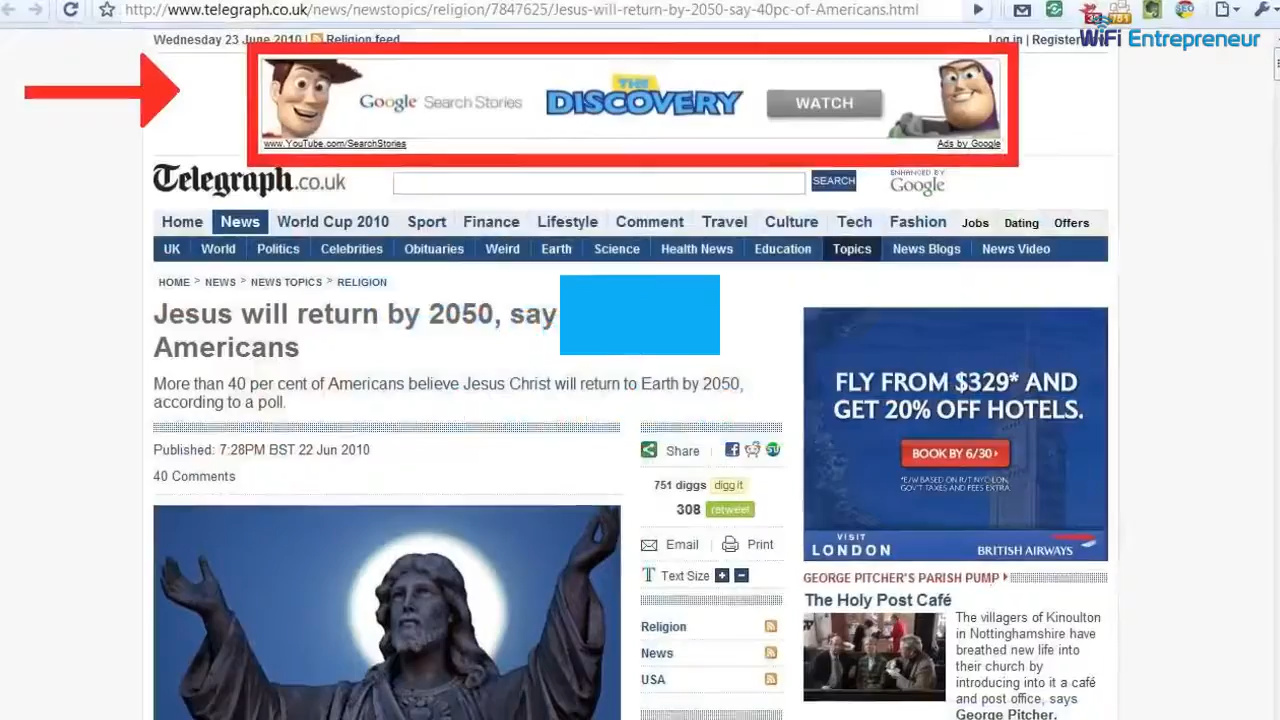 http://www.telegraph.co.uk/news/newstopics/religion/7847625/Jesus-will-return-by-2050-say-40pc-of-Americans.html
WiFi Entrepreneur
Wednesday 23 June 2010 | Religion feed
Log in | Register
Google Search Stories
THE
DISCOVERY
WATCH
www.YouTube.com/SearchStories
Ads by Google
Telegraph.co.uk
SEARCH
ENHANCED BY
Google
Home News World Cup 2010 Sport Finance Lifestyle Comment Travel Culture Tech Fashion Jobs Dating Offers
UK World Politics Celebrities Obituaries Weird Earth Science Health News Education Topics News Blogs News Video
HOME > NEWS > NEWS TOPICS > RELIGION
Jesus will return by 2050, say
Americans
More than 40 per cent of Americans believe Jesus Christ will return to Earth by 2050,
according to a poll.
Published: 7:28PM BST 22 Jun 2010
40 Comments
Share
751 diggs digg it
308 retweet
Email | Print
Text Size + -
Religion
News
USA
FLY FROM $329* AND
GET 20% OFF HOTELS.
BOOK BY 6/30
*E/W BASED ON R/T NYC-LON.
GOV'T TAXES AND FEES EXTRA.
VISIT
LONDON
BRITISH AIRWAYS
GEORGE PITCHER'S PARISH PUMP
The Holy Post Café
The villagers of Kinoulton
in Nottinghamshire have
breathed new life into
their church by
introducing into it a café
and post office, says
George Pitcher.